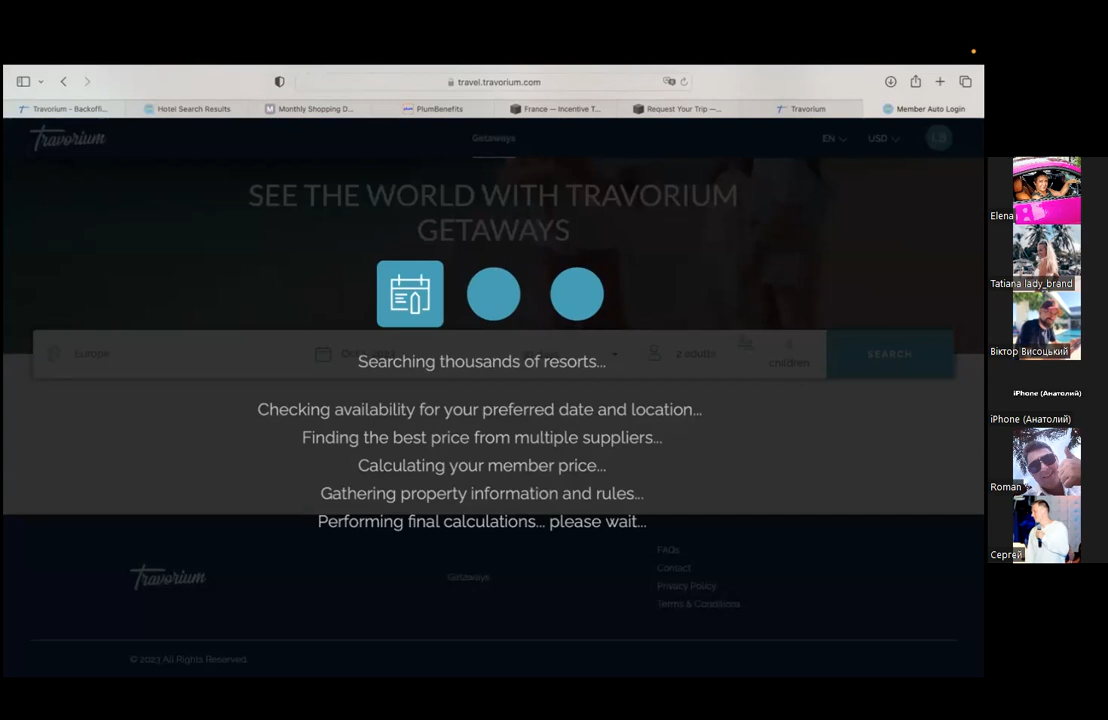 travel.travorium.com
Travorium - Backoffi...
Hotel Search Results
Monthly Shopping D...
PlumBenefits
France — Incentive T...
Request Your Trip —...
Travorium
Member Auto Login
Travorium
Getaways
EN
USD
SEE THE WORLD WITH TRAVORIUM
GETAWAYS
Europe
2 adults
children
SEARCH
Searching thousands of resorts...
Checking availability for your preferred date and location...
Finding the best price from multiple suppliers...
Calculating your member price...
Gathering property information and rules...
Performing final calculations... please wait...
Travorium
Getaways
FAQs
Contact
Privacy Policy
Terms & Conditions
© 2023 All Rights Reserved.
Elena
Tatiana lady_brand
Віктор Висоцький
iPhone (Анатолий)
iPhone (Анатолий)
Roman
Сергей